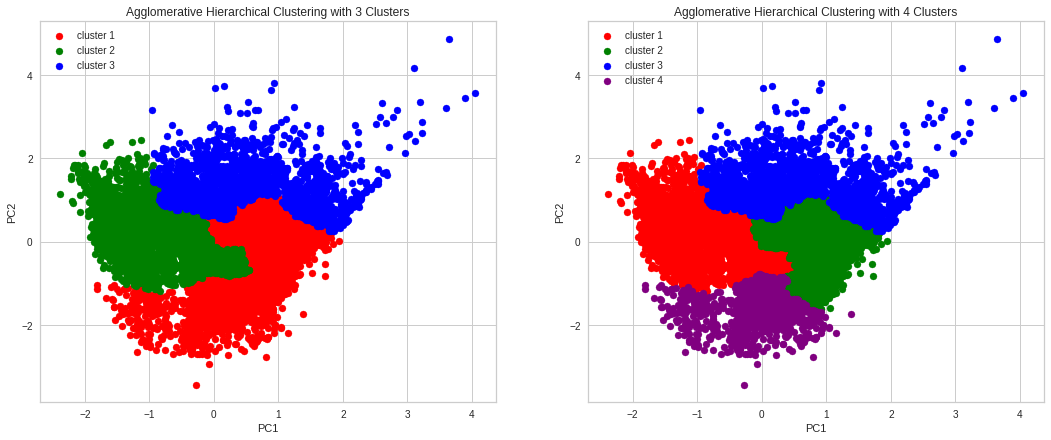 Agglomerative Hierarchical Clustering with 3 Clusters
cluster 1
cluster 2
cluster 3
4
2
0
−2
PC2
−2
−1
0
1
2
3
4
PC1
Agglomerative Hierarchical Clustering with 4 Clusters
cluster 1
cluster 2
cluster 3
cluster 4
4
2
0
−2
PC2
−2
−1
0
1
2
3
4
PC1